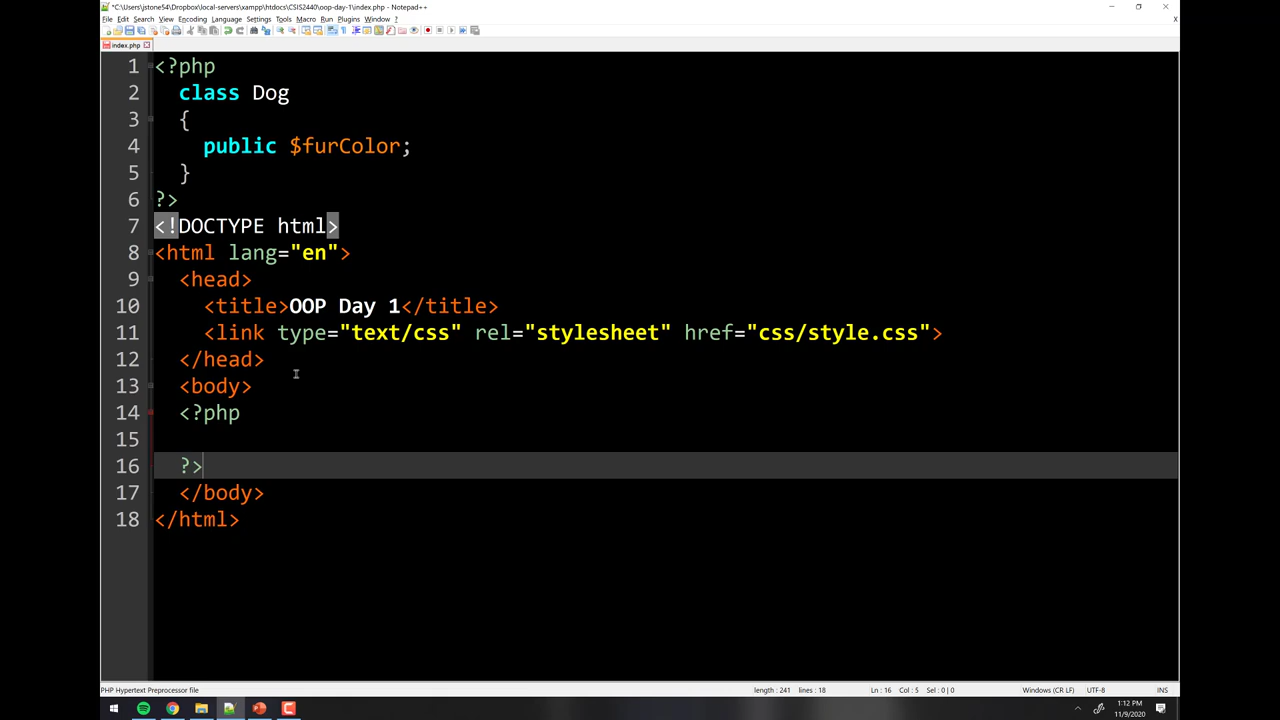 *C:\Users\jstone54\Dropbox\local-servers\xampp\htdocs\CSIS2440\oop-day-1\index.php - Notepad++
File Edit Search View Encoding Language Settings Tools Macro Run Plugins Window ?
X
index.php
1 <?php
2 class Dog
3 {
4 public $furColor;
5 }
6 ?>
7 <!DOCTYPE html>
8 <html lang="en">
9 <head>
10 <title>OOP Day 1</title>
11 <link type="text/css" rel="stylesheet" href="css/style.css">
12 </head>
13 <body>
14 <?php
15
16 ?>
17 </body>
18 </html>
PHP Hypertext Preprocessor file length : 241 lines : 18 Ln : 16 Col : 5 Sel : 0 | 0 Windows (CR LF) UTF-8 INS
1:12 PM
11/9/2020